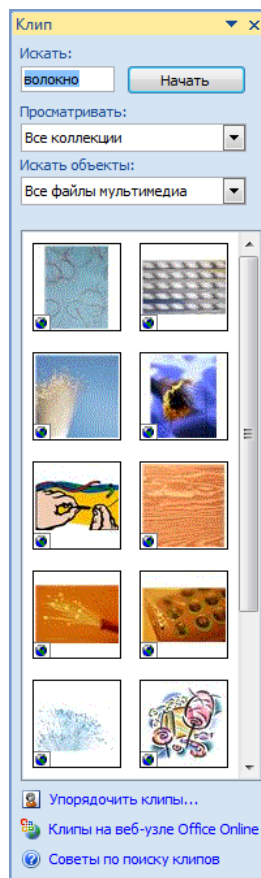 Клип
Искать:
волокно
Начать
Просматривать:
Все коллекции
Искать объекты:
Все файлы мультимедиа
Упорядочить клипы...
Клипы на веб-узле Office Online
Советы по поиску клипов